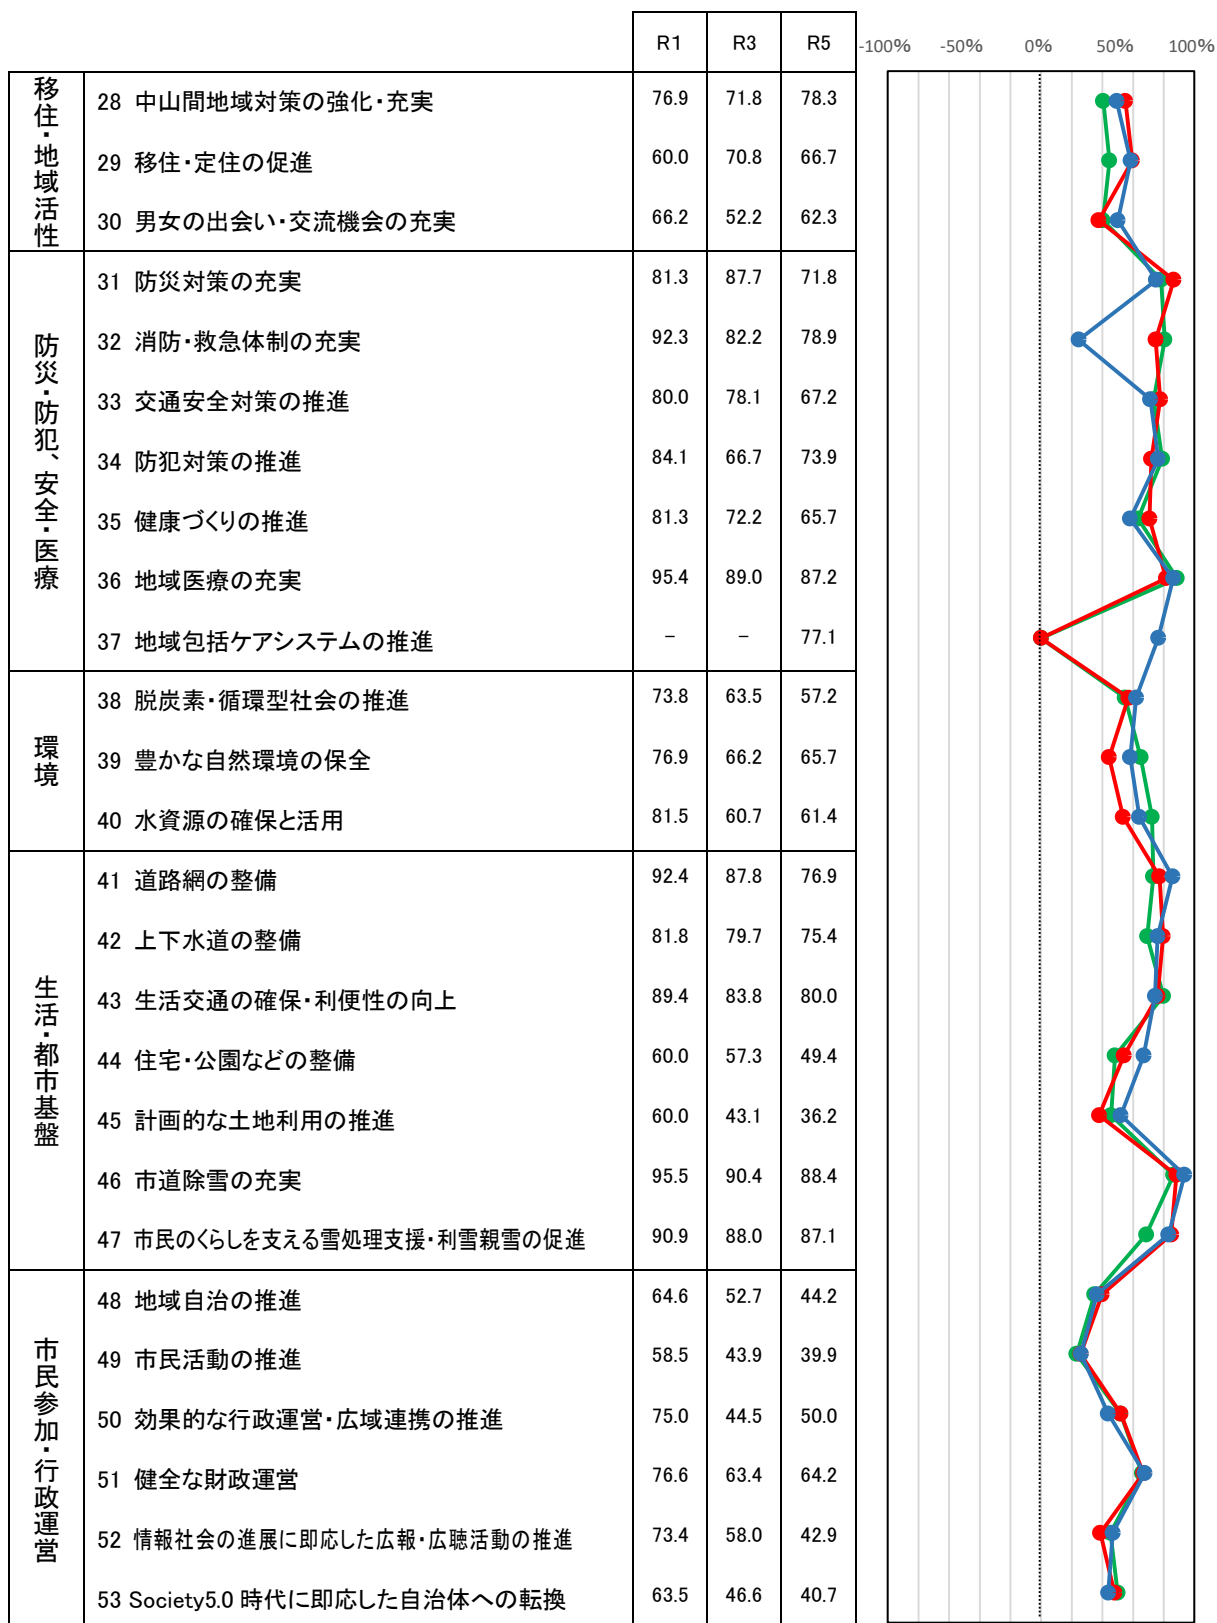 R1 R3 R5 -100% -50% 0% 50% 100%
移住・地域活性
28 中山間地域対策の強化・充実 76.9 71.8 78.3
29 移住・定住の促進 60.0 70.8 66.7
30 男女の出会い・交流機会の充実 66.2 52.2 62.3
防災・防犯、安全・医療
31 防災対策の充実 81.3 87.7 71.8
32 消防・救急体制の充実 92.3 82.2 78.9
33 交通安全対策の推進 80.0 78.1 67.2
34 防犯対策の推進 84.1 66.7 73.9
35 健康づくりの推進 81.3 72.2 65.7
36 地域医療の充実 95.4 89.0 87.2
37 地域包括ケアシステムの推進 － － 77.1
環境
38 脱炭素・循環型社会の推進 73.8 63.5 57.2
39 豊かな自然環境の保全 76.9 66.2 65.7
40 水資源の確保と活用 81.5 60.7 61.4
生活・都市基盤
41 道路網の整備 92.4 87.8 76.9
42 上下水道の整備 81.8 79.7 75.4
43 生活交通の確保・利便性の向上 89.4 83.8 80.0
44 住宅・公園などの整備 60.0 57.3 49.4
45 計画的な土地利用の推進 60.0 43.1 36.2
46 市道除雪の充実 95.5 90.4 88.4
47 市民のくらしを支える雪処理支援・利雪親雪の促進 90.9 88.0 87.1
市民参加・行政運営
48 地域自治の推進 64.6 52.7 44.2
49 市民活動の推進 58.5 43.9 39.9
50 効果的な行政運営・広域連携の推進 75.0 44.5 50.0
51 健全な財政運営 76.6 63.4 64.2
52 情報社会の進展に即応した広報・広聴活動の推進 73.4 58.0 42.9
53 Society5.0 時代に即応した自治体への転換 63.5 46.6 40.7